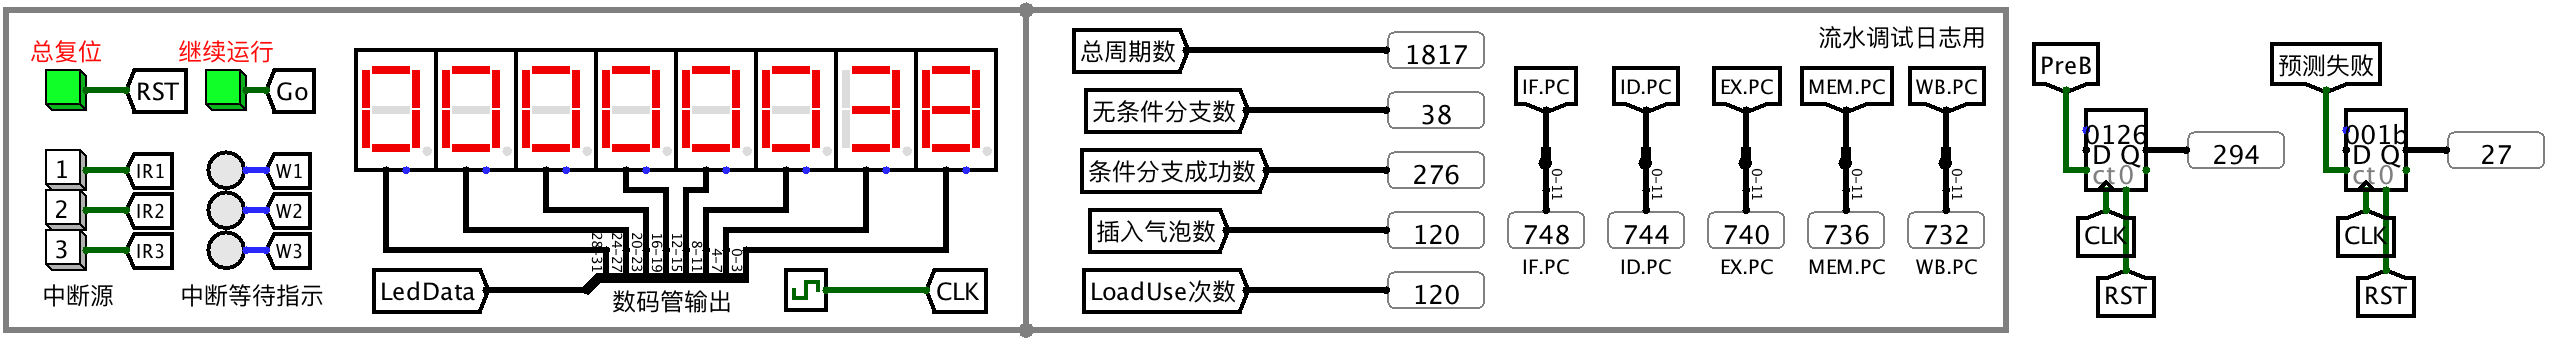 总复位 继续运行
RST Go
1 IR1 W1
2 IR2 W2
3 IR3 W3
中断源 中断等待指示
00000038
28-31 24-27 20-23 16-19 12-15 8-11 4-7 0-3
LedData 数码管输出 CLK
流水调试日志用
总周期数 1817
无条件分支数 38
条件分支成功数 276
插入气泡数 120
LoadUse次数 120
IF.PC ID.PC EX.PC MEM.PC WB.PC
0-11 0-11 0-11 0-11 0-11
748 744 740 736 732
IF.PC ID.PC EX.PC MEM.PC WB.PC
PreB
0126
D Q 294
ct 0
CLK
RST
预测失败
001b
D Q 27
ct 0
CLK
RST